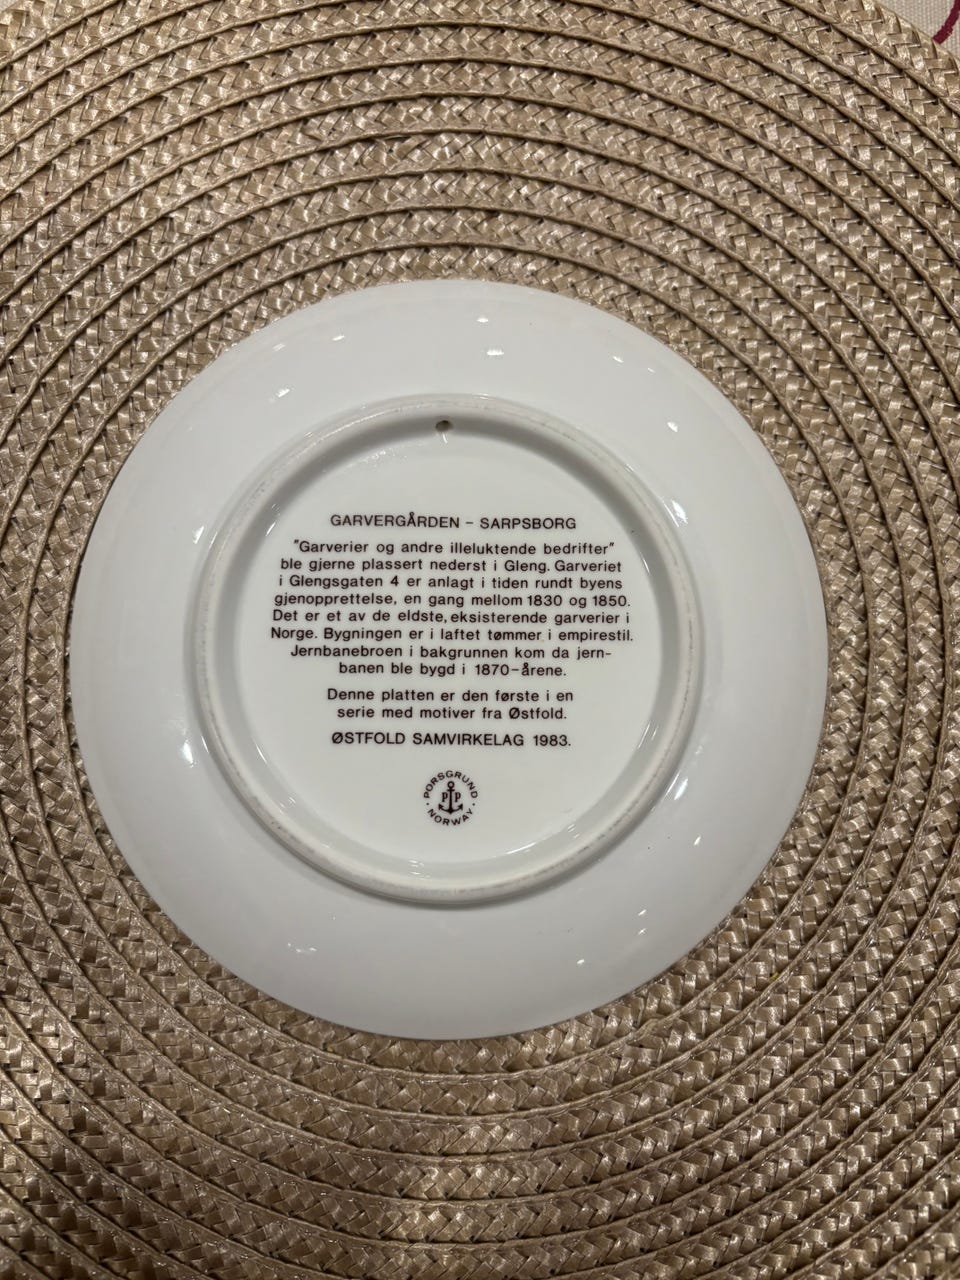 GARVERGÅRDEN – SARPSBORG
"Garverier og andre illeluktende bedrifter"
ble gjerne plassert nederst i Gleng. Garveriet
i Glengsgaten 4 er anlagt i tiden rundt byens
gjenopprettelse, en gang mellom 1830 og 1850.
Det er et av de eldste, eksisterende garverier i
Norge. Bygningen er i laftet tømmer i empirestil.
Jernbanebroen i bakgrunnen kom da jern-
banen ble bygd i 1870-årene.
Denne platten er den første i en
serie med motiver fra Østfold.
ØSTFOLD SAMVIRKELAG 1983.
PORSGRUND
PP
NORWAY